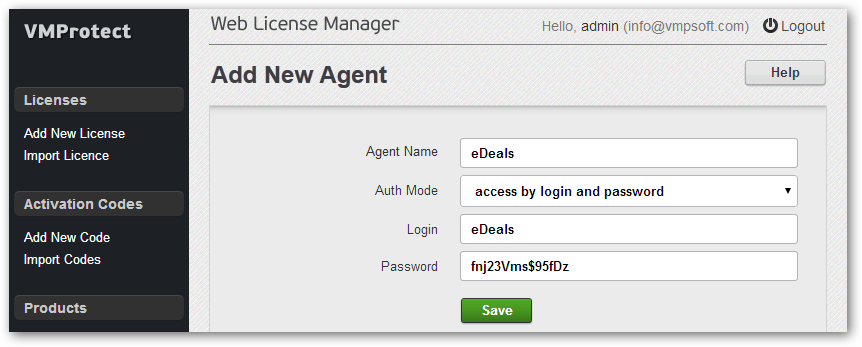 VMProtect
Web License Manager
Hello, admin (info@vmpsoft.com) Logout
Add New Agent
Help
Licenses
Add New License
Import Licence
Activation Codes
Add New Code
Import Codes
Products
Agent Name eDeals
Auth Mode access by login and password
Login eDeals
Password fnj23Vms$95fDz
Save